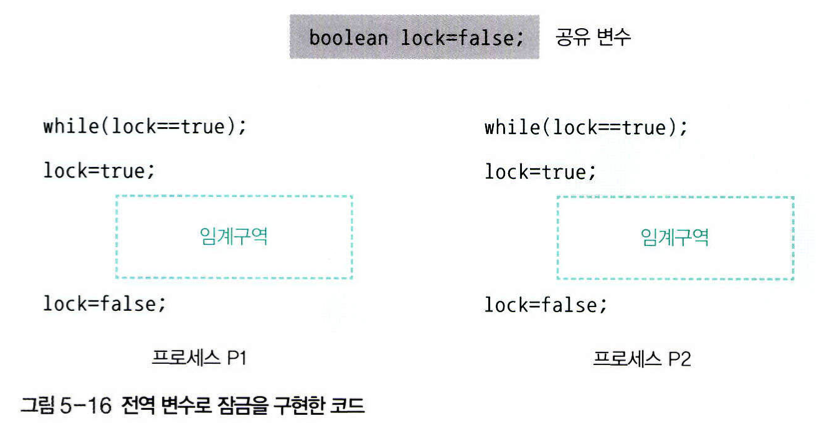 boolean lock=false; 공유 변수
while(lock==true);
lock=true;
임계구역
lock=false;
프로세스 P1
while(lock==true);
lock=true;
임계구역
lock=false;
프로세스 P2
그림 5-16 전역 변수로 잠금을 구현한 코드